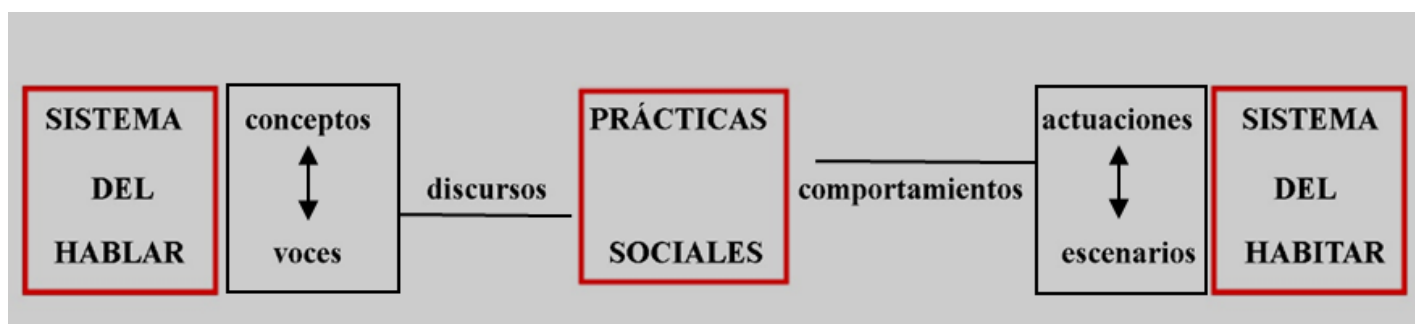 SISTEMA
DEL
HABLAR
conceptos
voces
discursos
PRÁCTICAS
SOCIALES
comportamientos
actuaciones
escenarios
SISTEMA
DEL
HABITAR